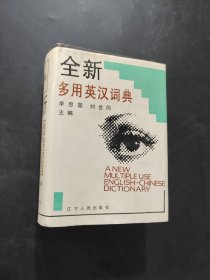 全新
多用英汉词典
李思国 刘世同
主编
A NEW
MULTIPLE USE
ENGLISH-CHINESE
DICTIONARY
辽宁人民出版社